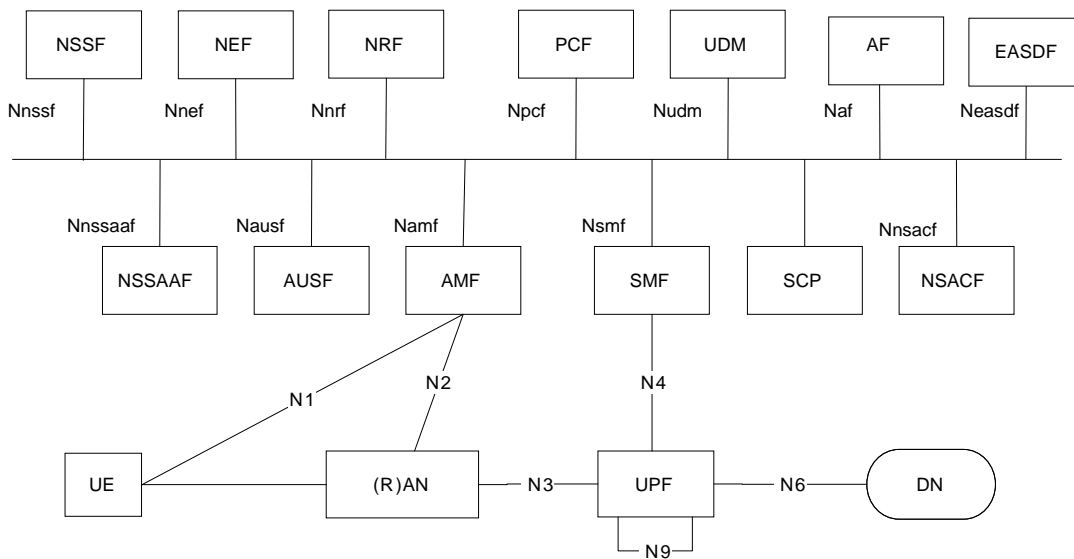 NSSF
NEF
NRF
PCF
UDM
AF
EASDF
Nnssf
Nnef
Nnrf
Npcf
Nudm
Naf
Neasdf
Nnssaaf
Nausf
Namf
Nsmf
Nnsacf
NSSAAF
AUSF
AMF
SMF
SCP
NSACF
N1
N2
N4
UE
(R)AN
N3
UPF
N6
DN
N9